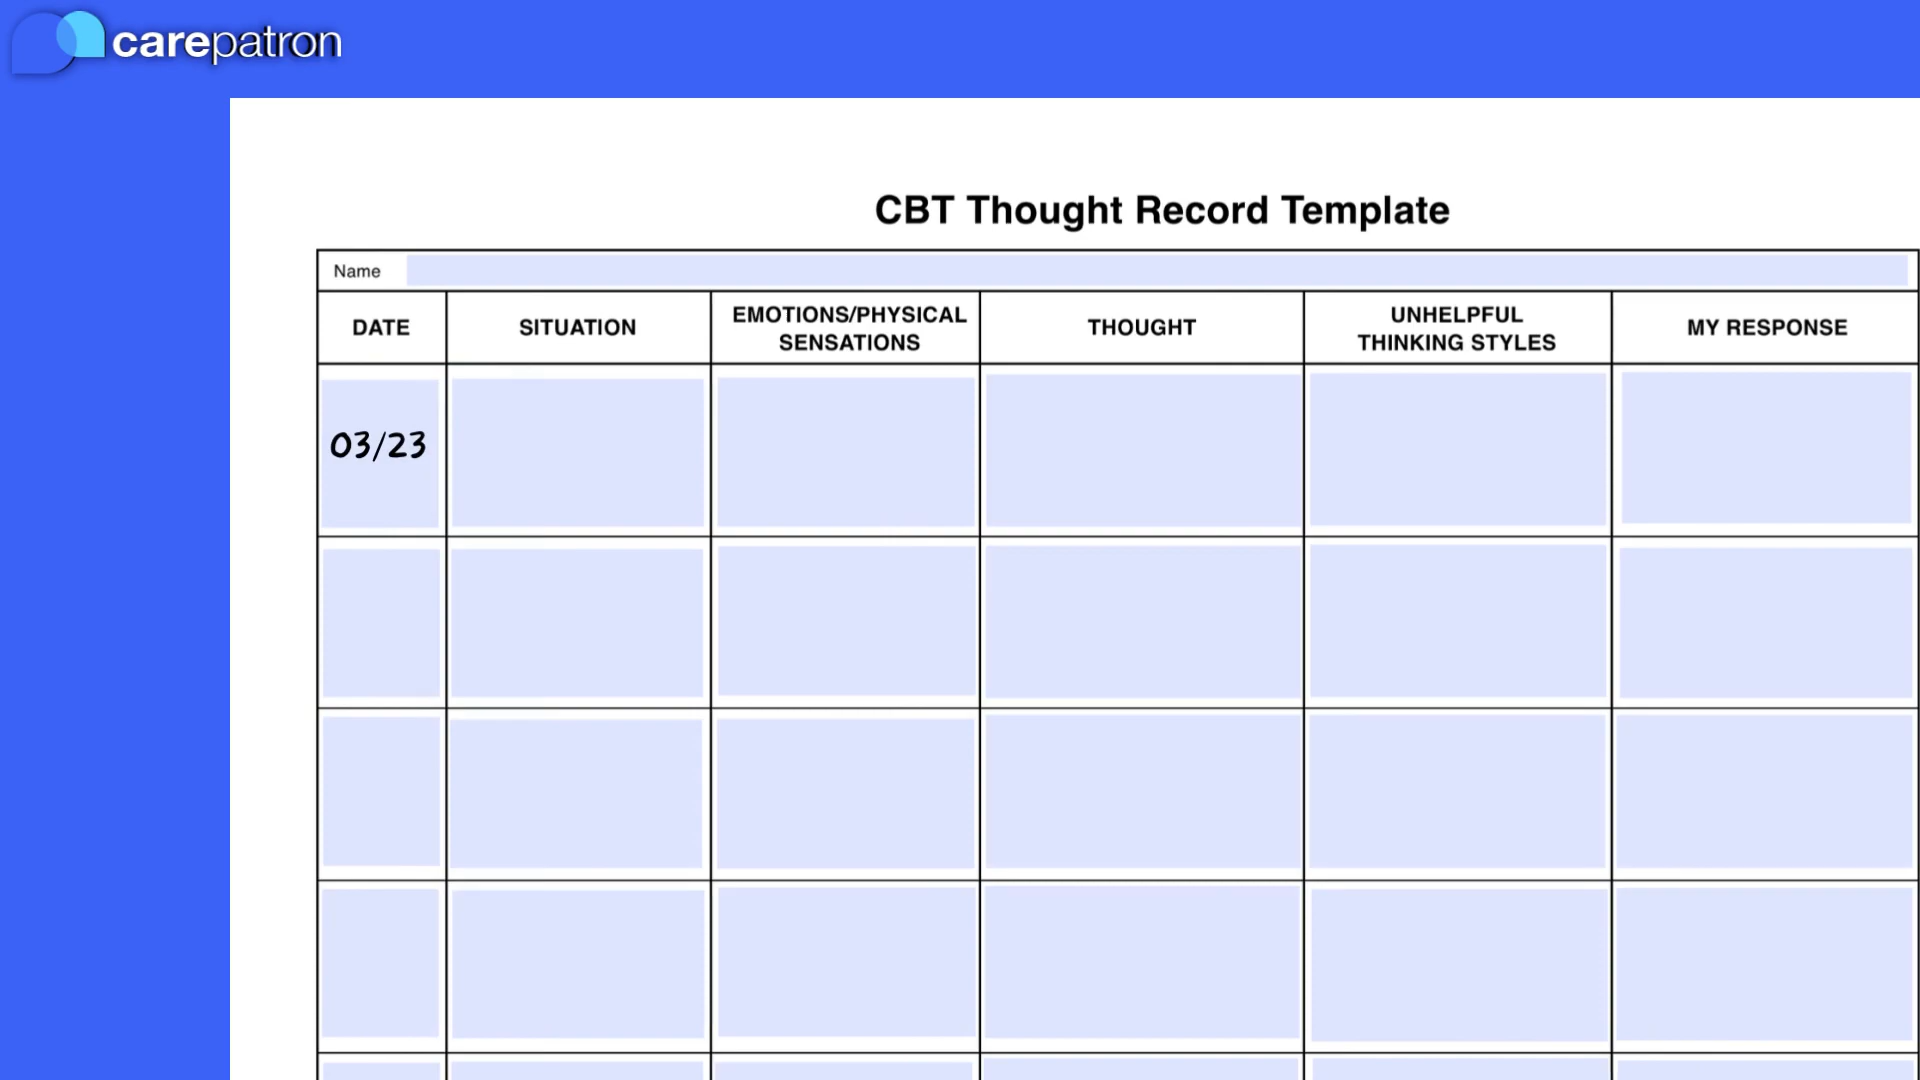 carepatron
CBT Thought Record Template
Name
DATE
SITUATION
EMOTIONS/PHYSICAL
SENSATIONS
THOUGHT
UNHELPFUL
THINKING STYLES
MY RESPONSE
03/23